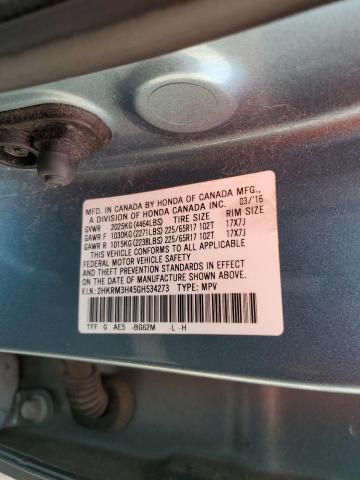 MFD. IN CANADA BY HONDA OF CANADA MFG.,
A DIVISION OF HONDA CANADA INC. 03/'16
GVWR 2025KG(4464LBS) TIRE SIZE RIM SIZE
GAWR F 1030KG(2271LBS) 225/65R17 102T 17X7J
GAWR R 1015KG(2238LBS) 225/65R17 102T 17X7J
THIS VEHICLE CONFORMS TO ALL APPLICABLE
FEDERAL MOTOR VEHICLE SAFETY, BUMPER,
AND THEFT PREVENTION STANDARDS IN EFFECT
ON THE DATE OF MANUFACTURE SHOWN ABOVE.
V.I.N.: 2HKRM3H45GH534273 TYPE: MPV
TFF G AE5 -BG62M -L -H